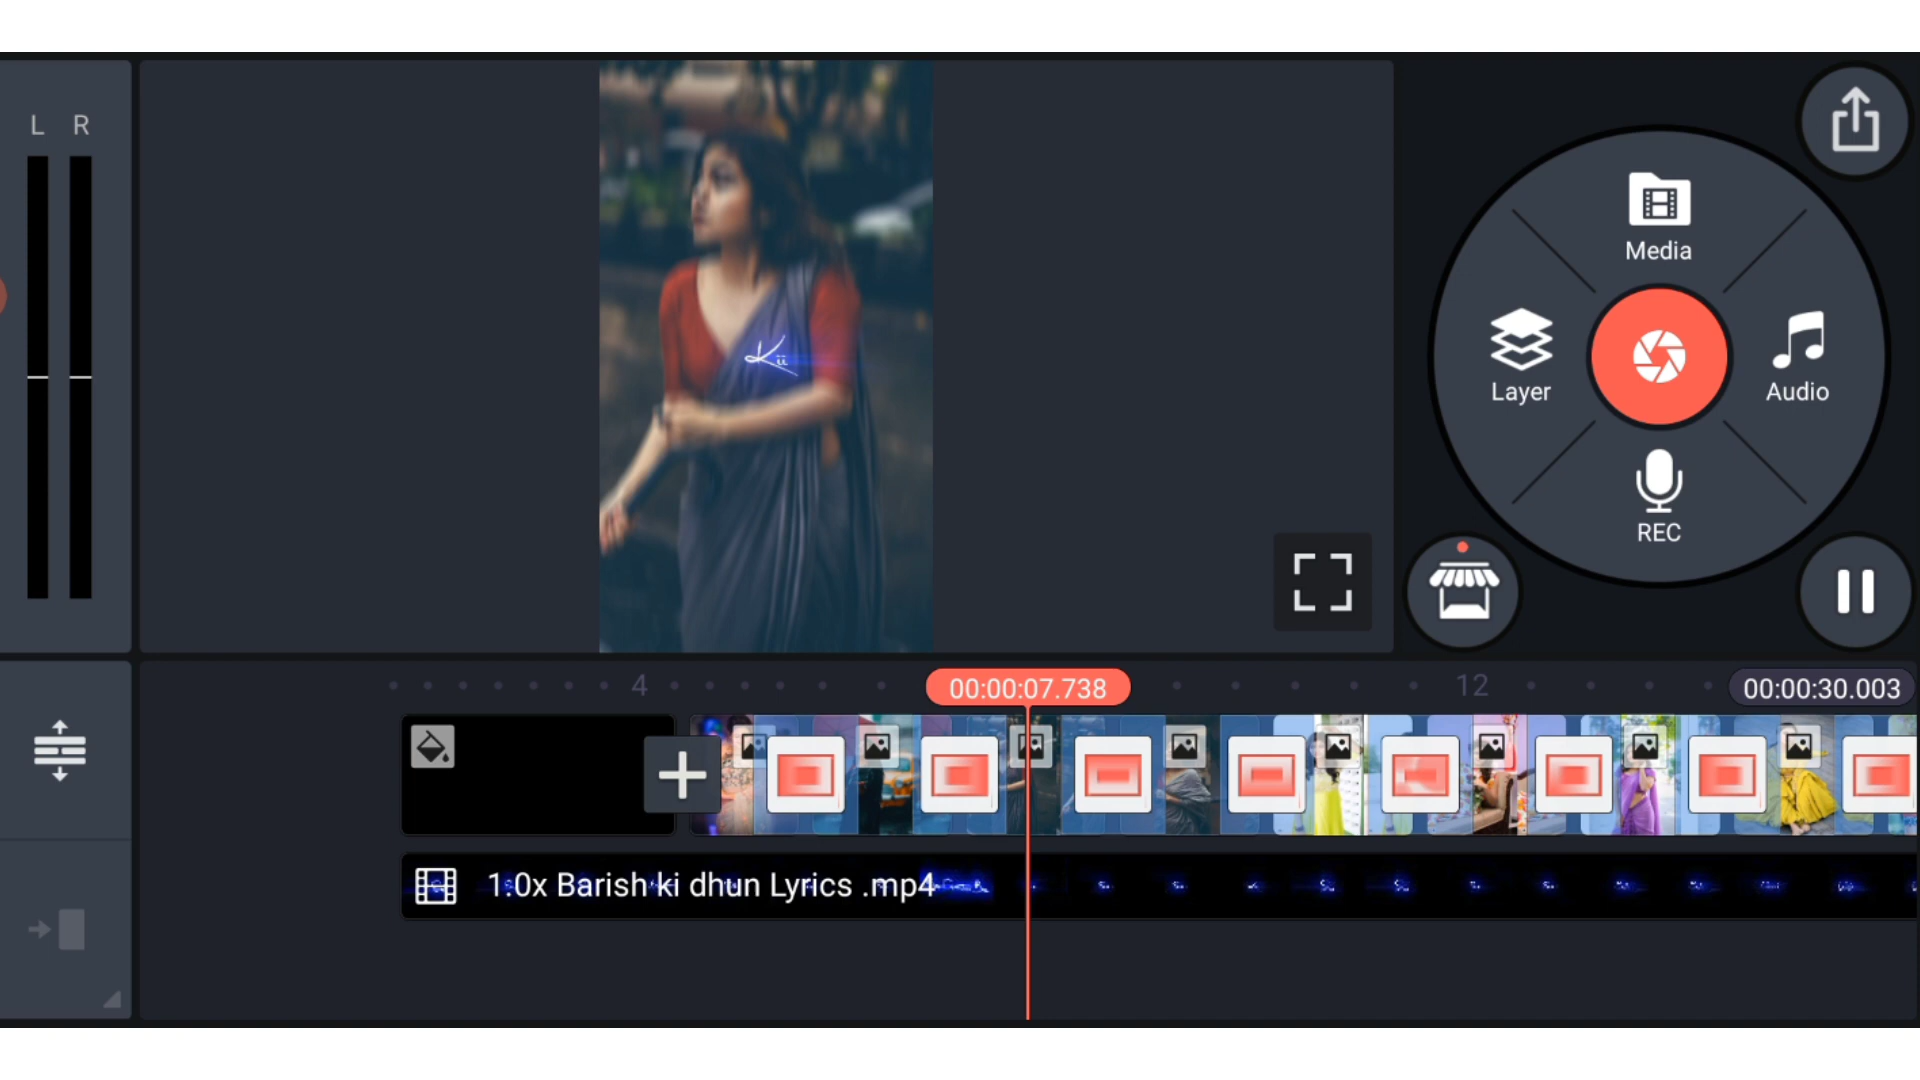 L R
Media
Layer
Audio
REC
Kii
4
00:00:07.738
12
00:00:30.003
1.0x Barish ki dhun Lyrics .mp4